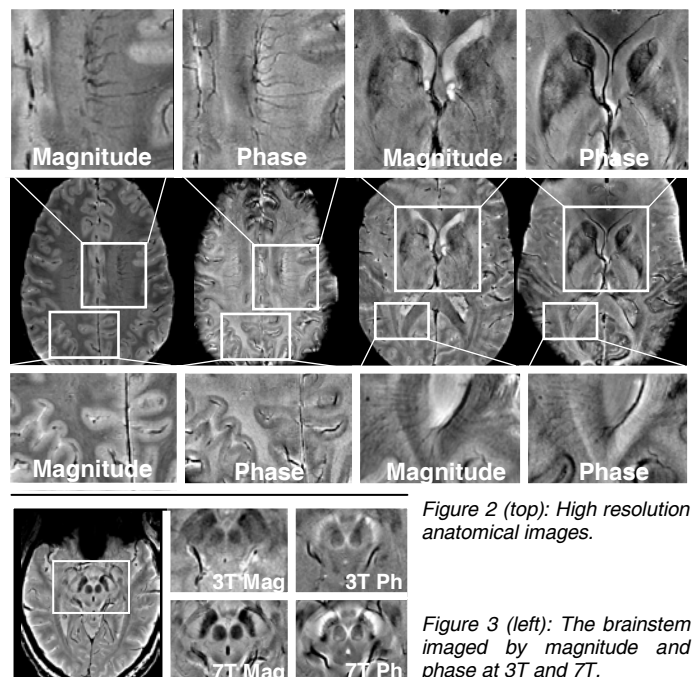 Magnitude
Phase
Magnitude
Phase
Magnitude
Phase
Magnitude
Phase
Figure 2 (top): High resolution
anatomical images.
3T Mag
3T Ph
7T Mag
7T Ph
Figure 3 (left): The brainstem
imaged by magnitude and
phase at 3T and 7T.